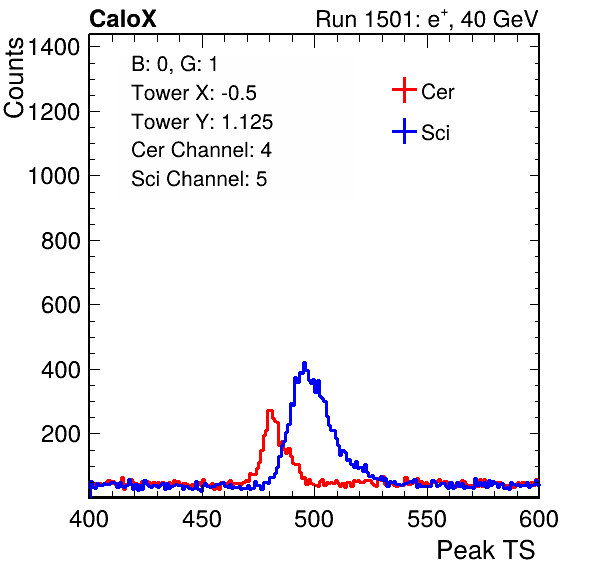 CaloX Run 1501: e⁺, 40 GeV
Counts
1400
1200
1000
800
600
400
200
B: 0, G: 1
Tower X: -0.5
Tower Y: 1.125
Cer Channel: 4
Sci Channel: 5
Cer
Sci
400 450 500 550 600
Peak TS